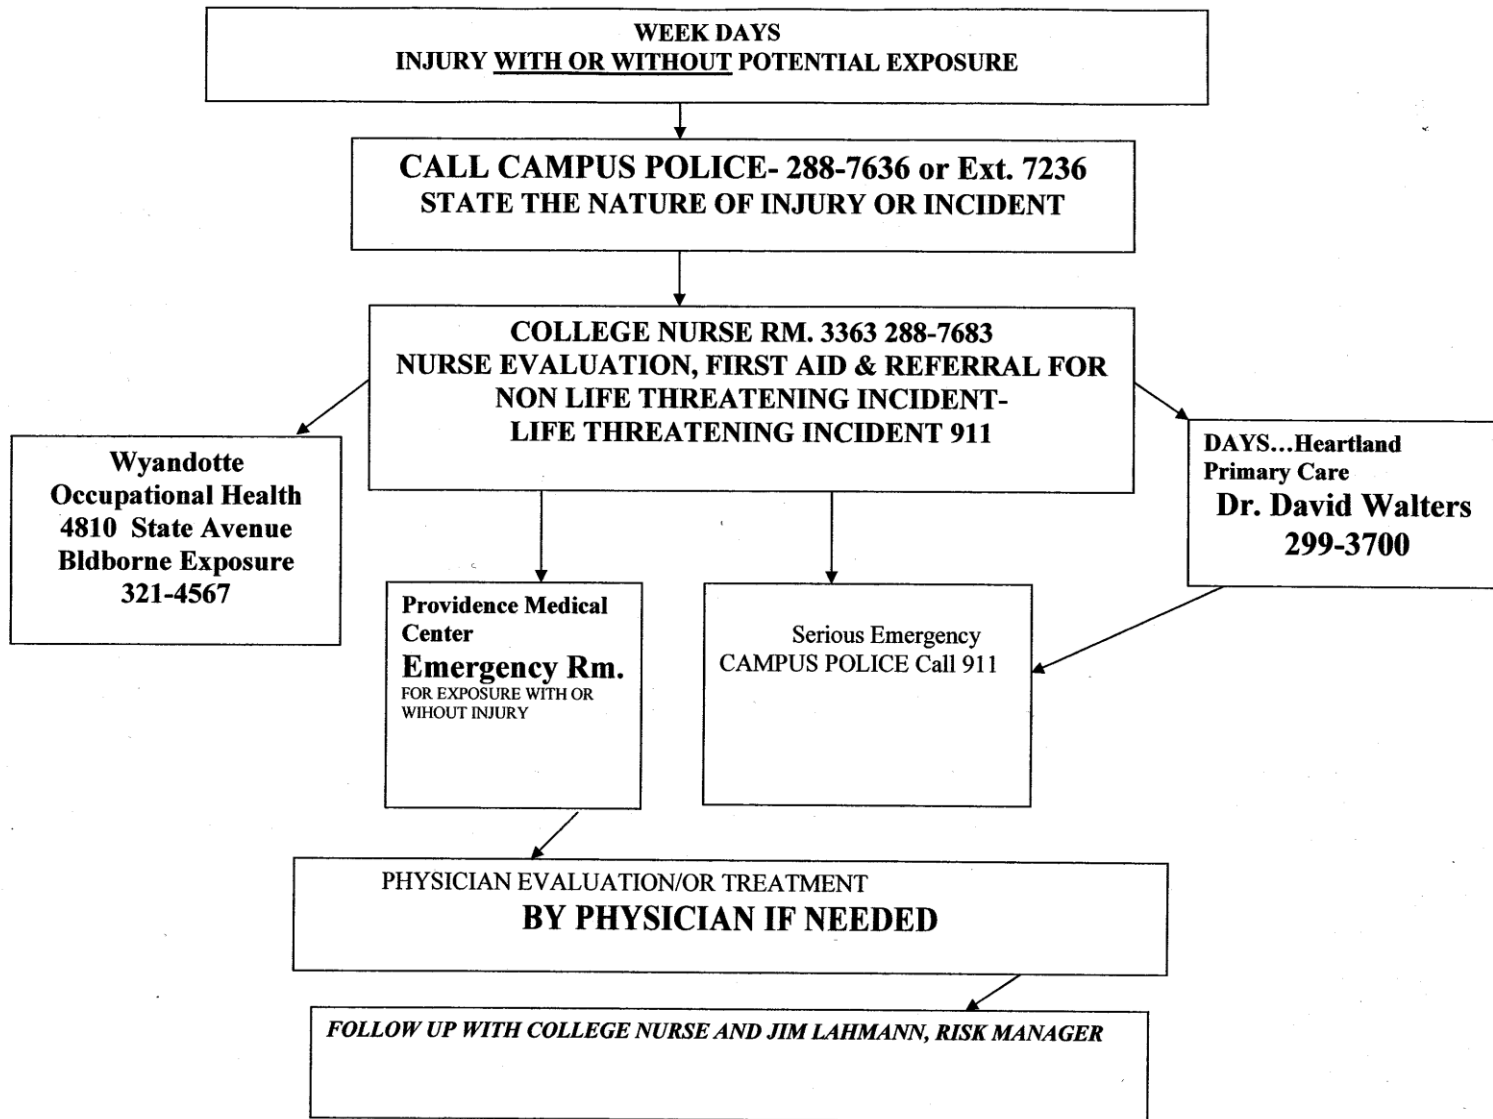 WEEK DAYS
INJURY WITH OR WITHOUT POTENTIAL EXPOSURE
CALL CAMPUS POLICE- 288-7636 or Ext. 7236
STATE THE NATURE OF INJURY OR INCIDENT
COLLEGE NURSE RM. 3363 288-7683
NURSE EVALUATION, FIRST AID & REFERRAL FOR
NON LIFE THREATENING INCIDENT-
LIFE THREATENING INCIDENT 911
Wyandotte
Occupational Health
4810 State Avenue
Bldborne Exposure
321-4567
DAYS...Heartland
Primary Care
Dr. David Walters
299-3700
Providence Medical
Center
Emergency Rm.
FOR EXPOSURE WITH OR
WIHOUT INJURY
Serious Emergency
CAMPUS POLICE Call 911
PHYSICIAN EVALUATION/OR TREATMENT
BY PHYSICIAN IF NEEDED
FOLLOW UP WITH COLLEGE NURSE AND JIM LAHMANN, RISK MANAGER